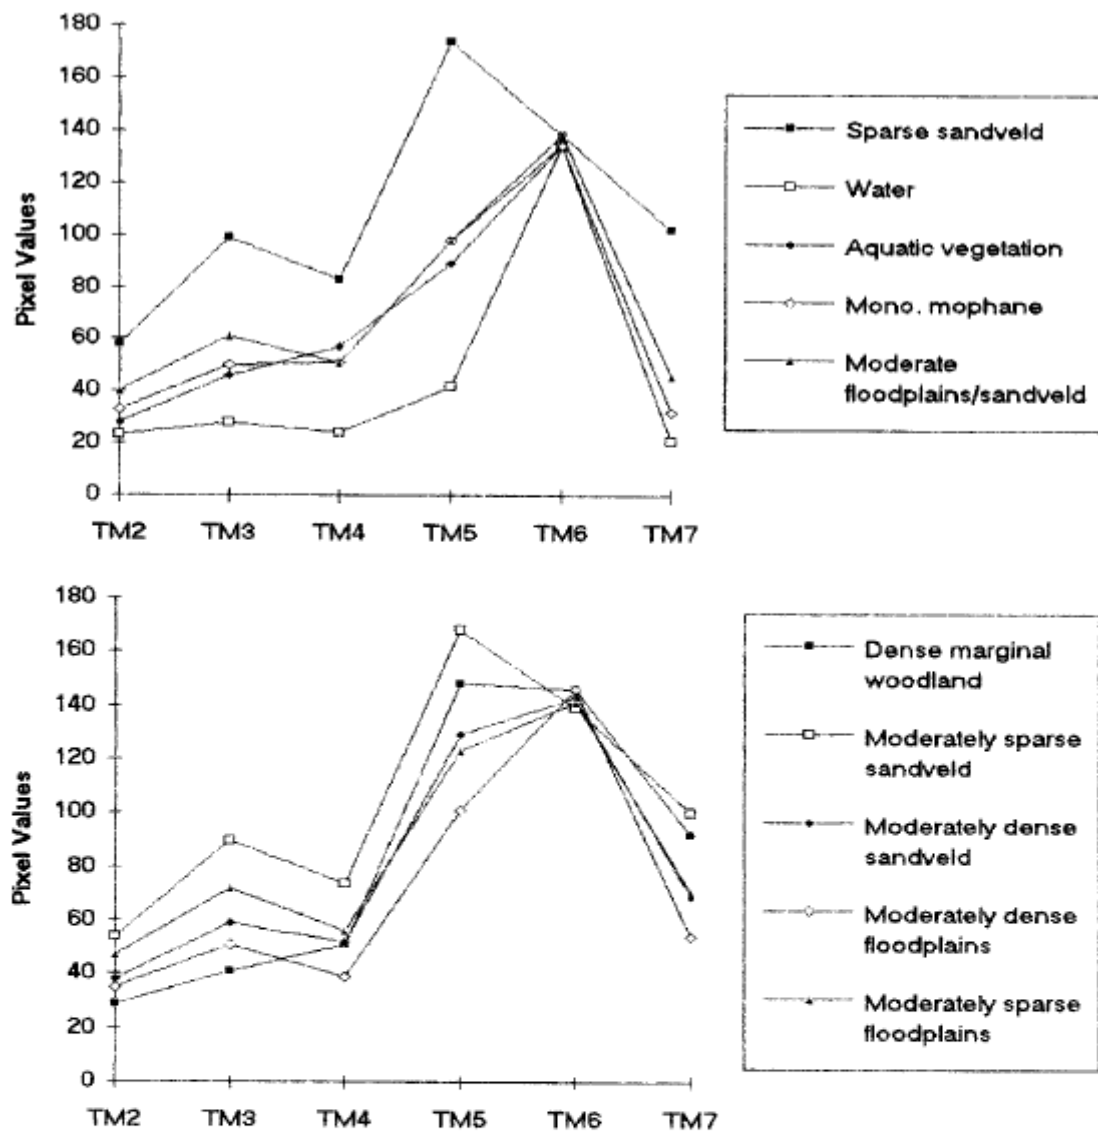 180
160
140
120
100
80
60
40
20
0
Pixel Values
TM2 TM3 TM4 TM5 TM6 TM7
Sparse sandveld
Water
Aquatic vegetation
Mono. mophane
Moderate
floodplains/sandveld
180
160
140
120
100
80
60
40
20
0
Pixel Values
TM2 TM3 TM4 TM5 TM6 TM7
Dense marginal
woodland
Moderately sparse
sandveld
Moderately dense
sandveld
Moderately dense
floodplains
Moderately sparse
floodplains